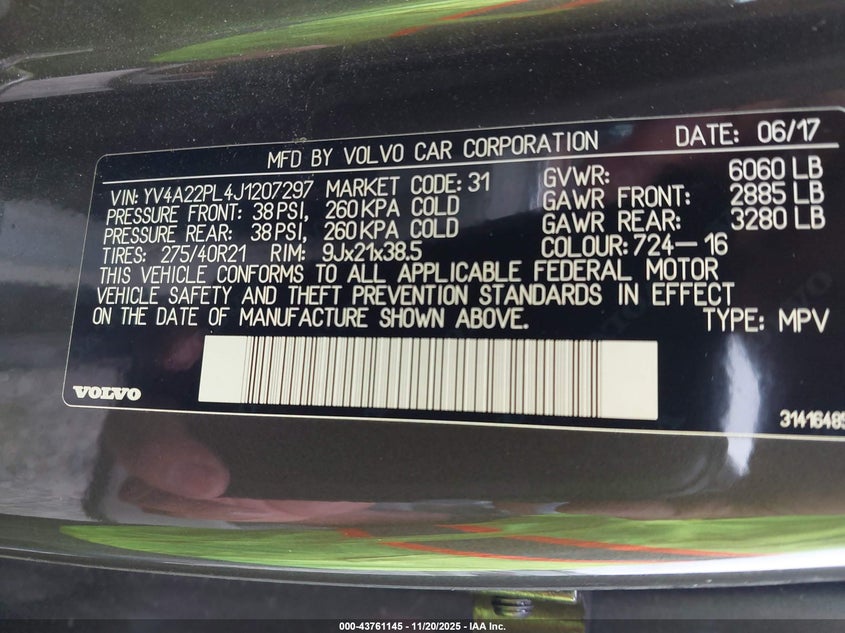 MFD BY VOLVO CAR CORPORATION DATE: 06/17
VIN: YV4A22PL4J1207297 MARKET CODE: 31 GVWR: 6060 LB
PRESSURE FRONT: 38 PSI, 260 KPA COLD GAWR FRONT: 2885 LB
PRESSURE REAR: 38 PSI, 260 KPA COLD GAWR REAR: 3280 LB
TIRES: 275/40R21 RIM: 9Jx21x38.5 COLOUR: 724-16
THIS VEHICLE CONFORMS TO ALL APPLICABLE FEDERAL MOTOR
VEHICLE SAFETY AND THEFT PREVENTION STANDARDS IN EFFECT
ON THE DATE OF MANUFACTURE SHOWN ABOVE. TYPE: MPV
VOLVO
000-43761145 - 11/20/2025 - IAA Inc.